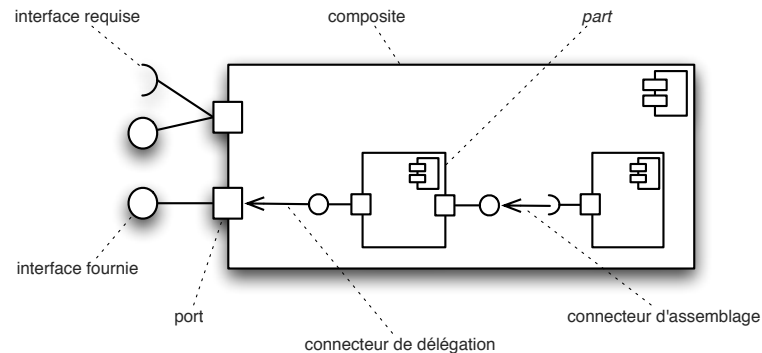 interface requise
composite
part
interface fournie
port
connecteur d'assemblage
connecteur de délégation